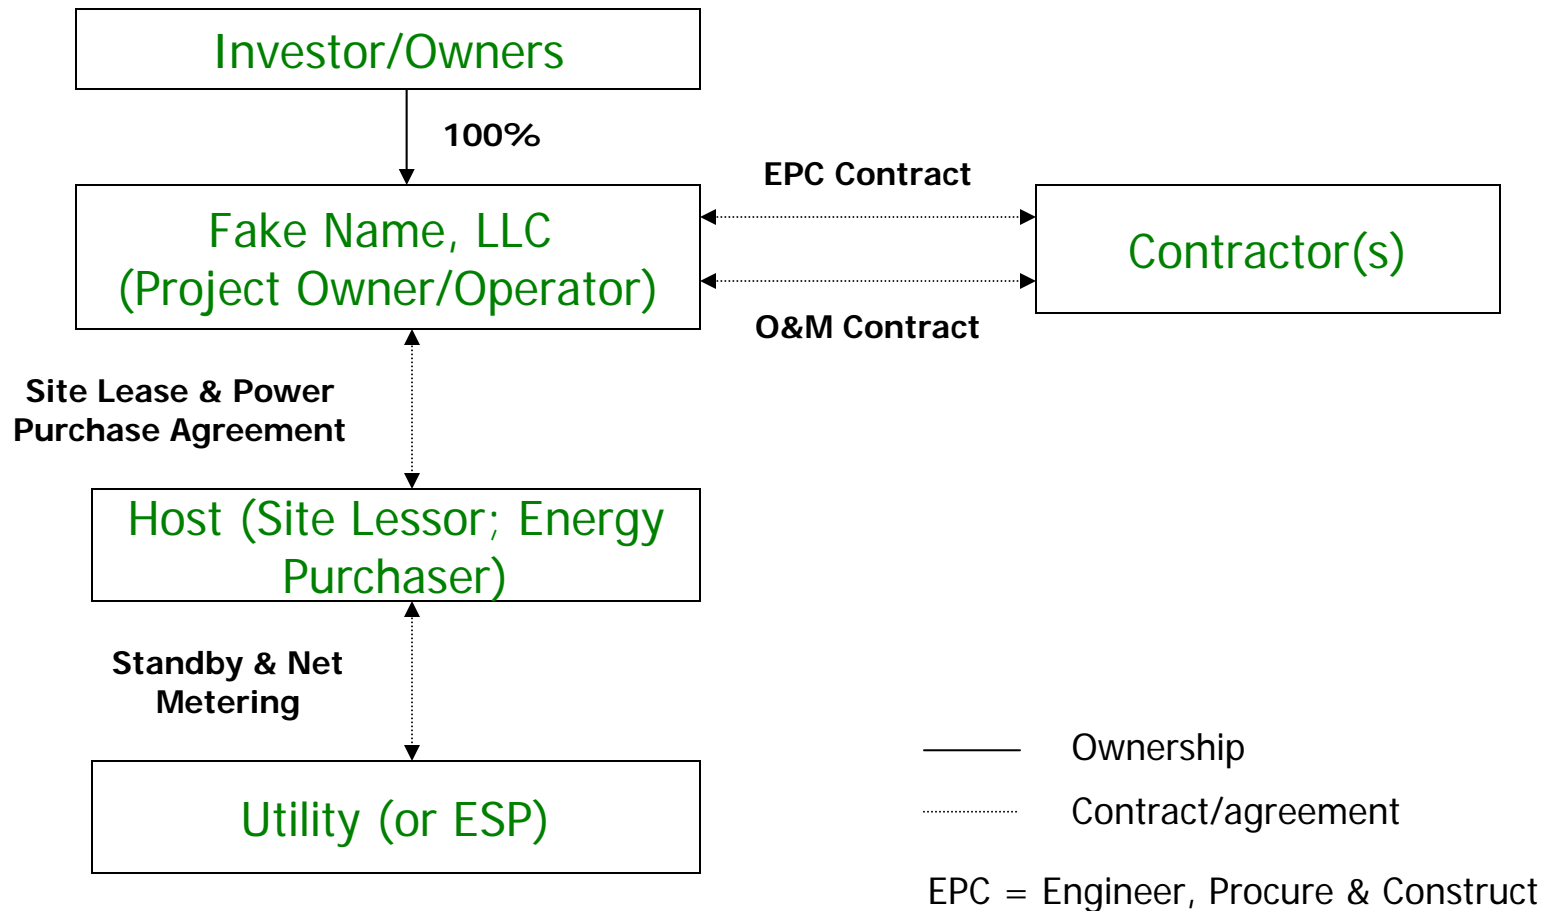 Investor/Owners
100%
EPC Contract
Fake Name, LLC
(Project Owner/Operator)
Contractor(s)
O&M Contract
Site Lease & Power
Purchase Agreement
Host (Site Lessor; Energy
Purchaser)
Standby & Net
Metering
Utility (or ESP)
Ownership
Contract/agreement
EPC = Engineer, Procure & Construct